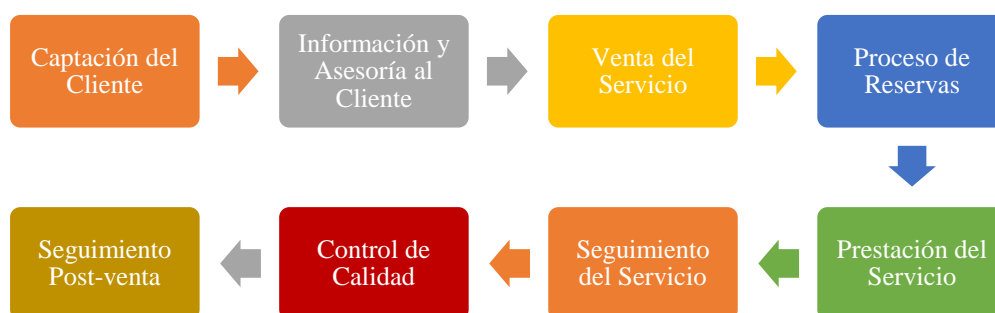 Captación del
Cliente
Información y
Asesoría al
Cliente
Venta del
Servicio
Proceso de
Reservas
Prestación del
Servicio
Seguimiento
del Servicio
Control de
Calidad
Seguimiento
Post-venta